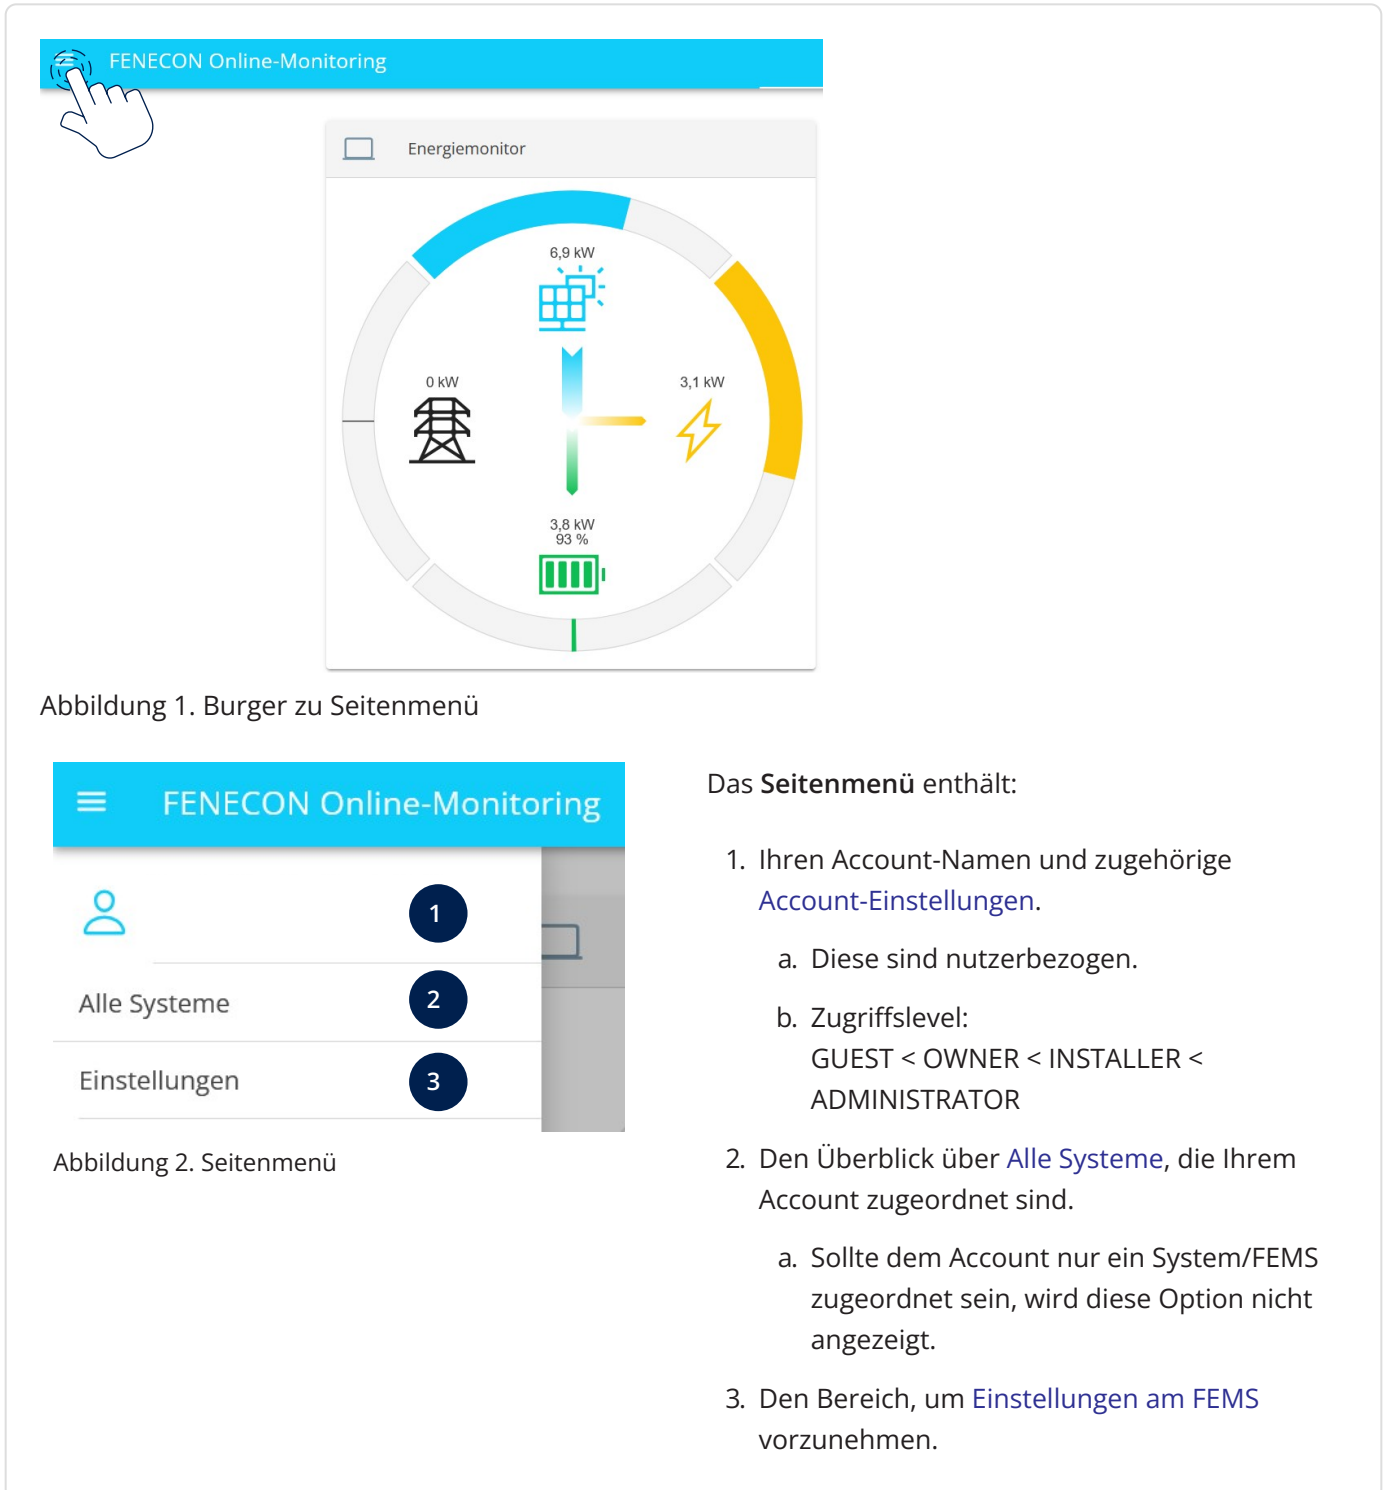 FENECON Online-Monitoring
Energiemonitor
6,9 kW
0 kW
3,1 kW
3,8 kW
93 %
Abbildung 1. Burger zu Seitenmenü
FENECON Online-Monitoring
1
Alle Systeme
2
Einstellungen
3
Abbildung 2. Seitenmenü
Das Seitenmenü enthält:
1. Ihren Account-Namen und zugehörige
Account-Einstellungen.
a. Diese sind nutzerbezogen.
b. Zugriffslevel:
GUEST < OWNER < INSTALLER <
ADMINISTRATOR
2. Den Überblick über Alle Systeme, die Ihrem
Account zugeordnet sind.
a. Sollte dem Account nur ein System/FEMS
zugeordnet sein, wird diese Option nicht
angezeigt.
3. Den Bereich, um Einstellungen am FEMS
vorzunehmen.